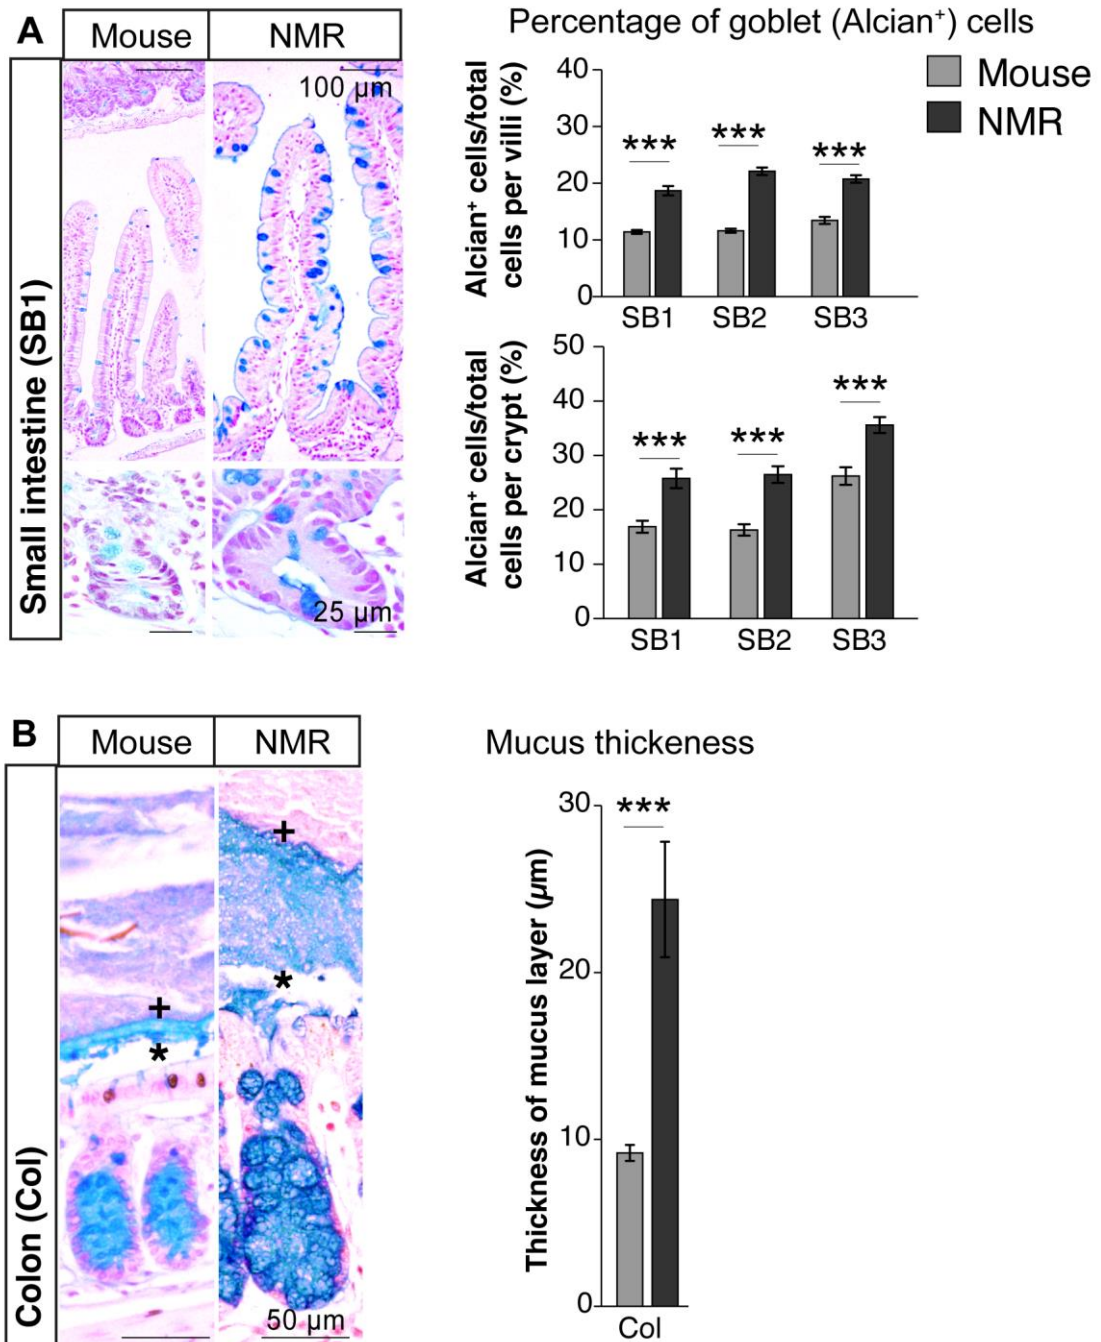 A
Mouse
NMR
Small intestine (SB1)
100 µm
25 µm
Percentage of goblet (Alcian⁺) cells
Mouse
NMR
Alcian⁺ cells/total
cells per villi (%)
40
30
20
10
0
***
***
***
SB1
SB2
SB3
Alcian⁺ cells/total
cells per crypt (%)
50
40
30
20
10
0
***
***
***
SB1
SB2
SB3
B
Mouse
NMR
Colon (Col)
+
*
+
*
50 µm
Mucus thickeness
Thickness of mucus layer (µm)
30
20
10
0
***
Col